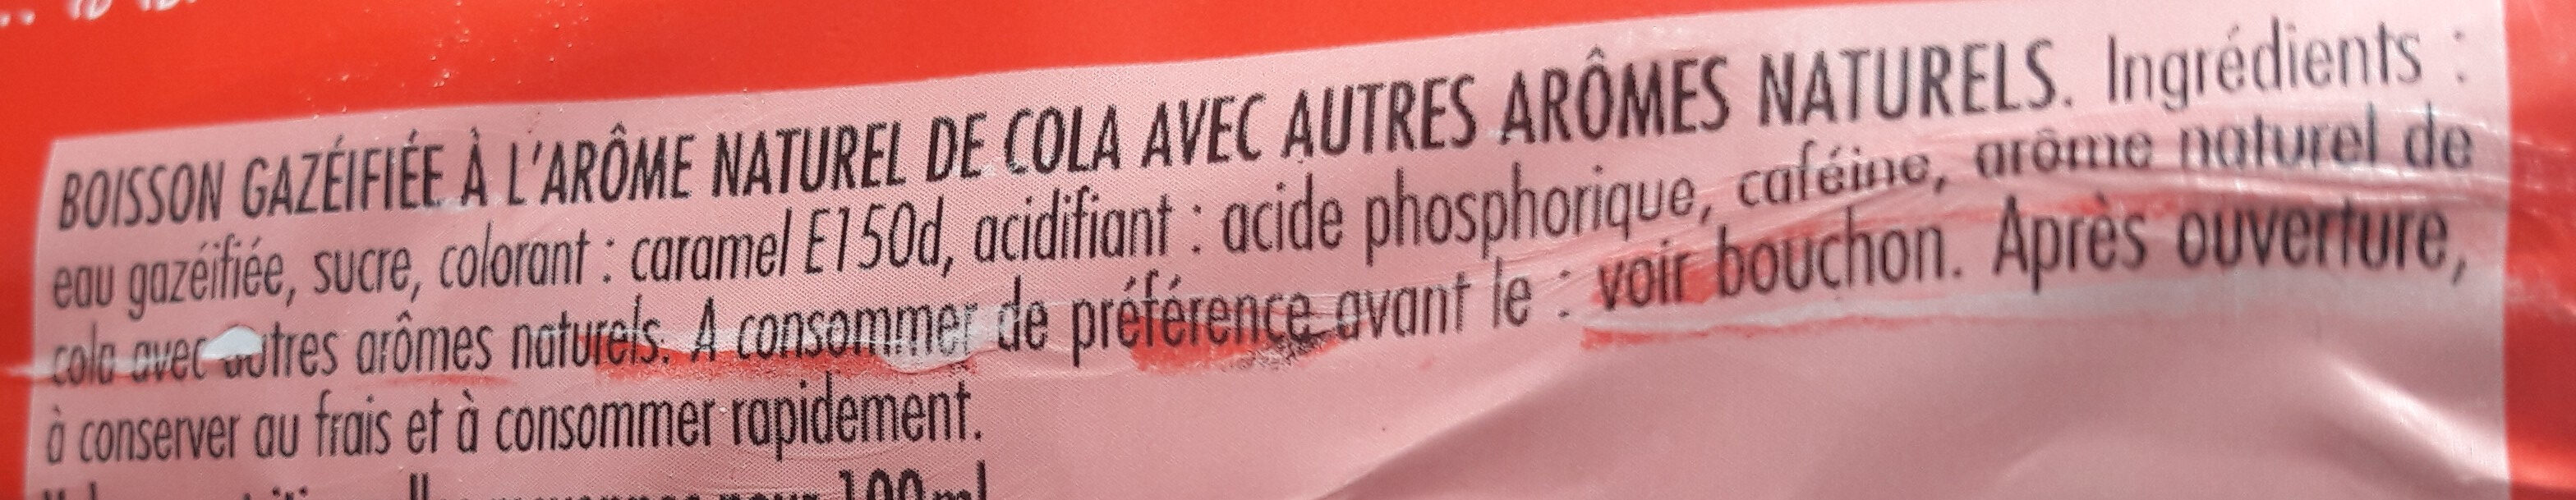 BOISSON GAZÉIFIÉE À L'ARÔME NATUREL DE COLA AVEC AUTRES ARÔMES NATURELS. Ingrédients :
eau gazéifiée, sucre, colorant : caramel E150d, acidifiant : acide phosphorique, caféine, arôme naturel de
cola avec autres arômes naturels. A consommer de préférence avant le : voir bouchon. Après ouverture,
à conserver au frais et à consommer rapidement.
pour 100ml